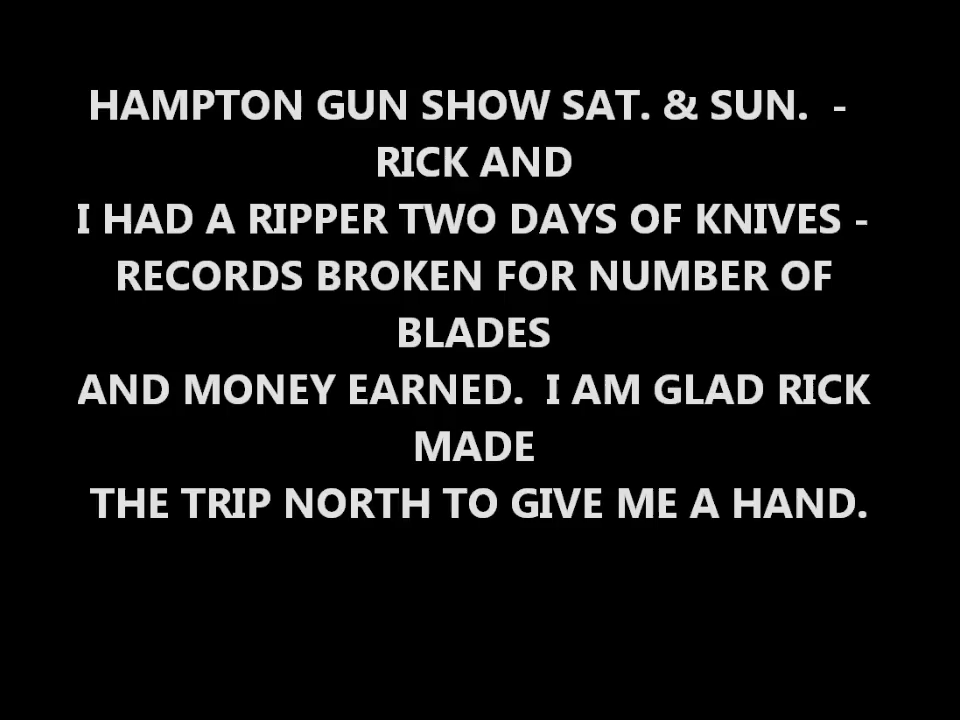 HAMPTON GUN SHOW SAT. & SUN.  -
RICK AND
I HAD A RIPPER TWO DAYS OF KNIVES -
RECORDS BROKEN FOR NUMBER OF
BLADES
AND MONEY EARNED.  I AM GLAD RICK
MADE
THE TRIP NORTH TO GIVE ME A HAND.